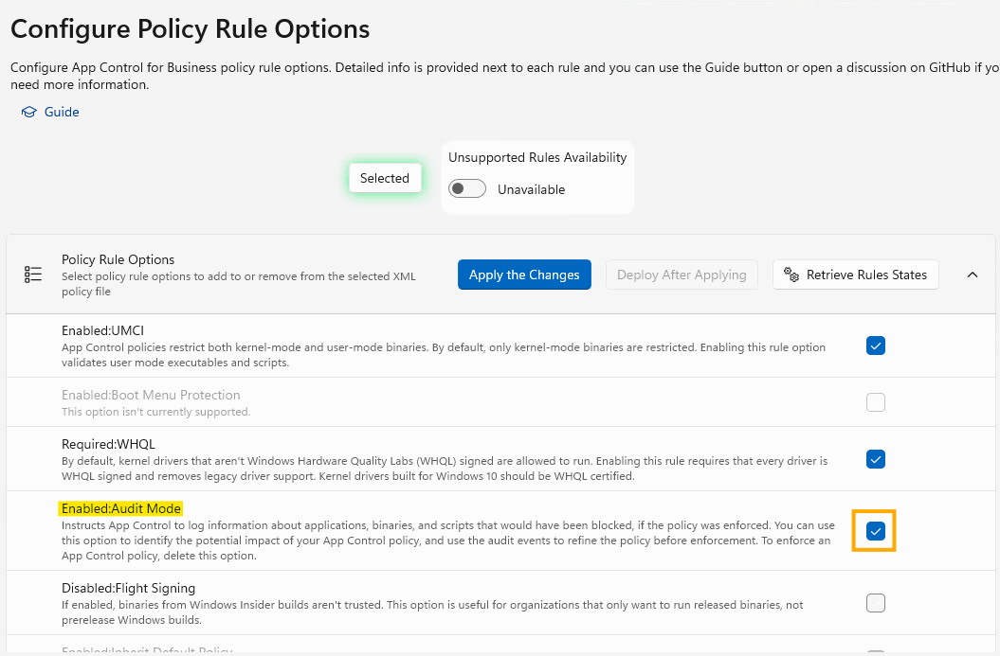 Configure Policy Rule Options
Configure App Control for Business policy rule options. Detailed info is provided next to each rule and you can use the Guide button or open a discussion on GitHub if yo
need more information.
Guide
Selected
Unsupported Rules Availability
Unavailable
Policy Rule Options
Select policy rule options to add to or remove from the selected XML
policy file
Apply the Changes
Deploy After Applying
Retrieve Rules States
Enabled:UMCI
App Control policies restrict both kernel-mode and user-mode binaries. By default, only kernel-mode binaries are restricted. Enabling this rule option
validates user mode executables and scripts.
Enabled:Boot Menu Protection
This option isn't currently supported.
Required:WHQL
By default, kernel drivers that aren't Windows Hardware Quality Labs (WHQL) signed are allowed to run. Enabling this rule requires that every driver is
WHQL signed and removes legacy driver support. Kernel drivers built for Windows 10 should be WHQL certified.
Enabled:Audit Mode
Instructs App Control to log information about applications, binaries, and scripts that would have been blocked, if the policy was enforced. You can use
this option to identify the potential impact of your App Control policy, and use the audit events to refine the policy before enforcement. To enforce an
App Control policy, delete this option.
Disabled:Flight Signing
If enabled, binaries from Windows Insider builds aren't trusted. This option is useful for organizations that only want to run released binaries, not
prerelease Windows builds.
Enabled:Inherit Default Policy